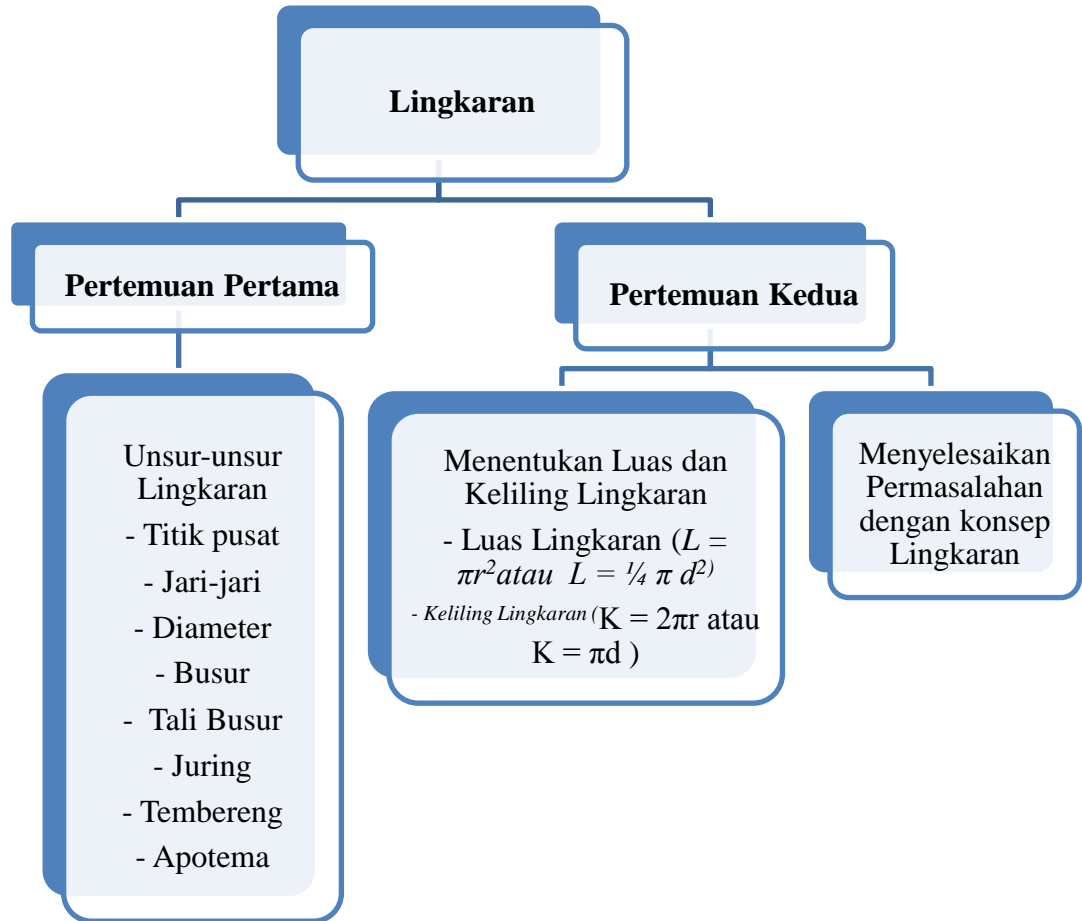 Lingkaran
Pertemuan Pertama
Pertemuan Kedua
Unsur-unsur
Lingkaran
- Titik pusat
- Jari-jari
- Diameter
- Busur
- Tali Busur
- Juring
- Tembereng
- Apotema
Menentukan Luas dan
Keliling Lingkaran
- Luas Lingkaran (L =
πr²atau L = ¼ π d²⁾
- Keliling Lingkaran (K = 2πr atau
K = πd )
Menyelesaikan
Permasalahan
dengan konsep
Lingkaran